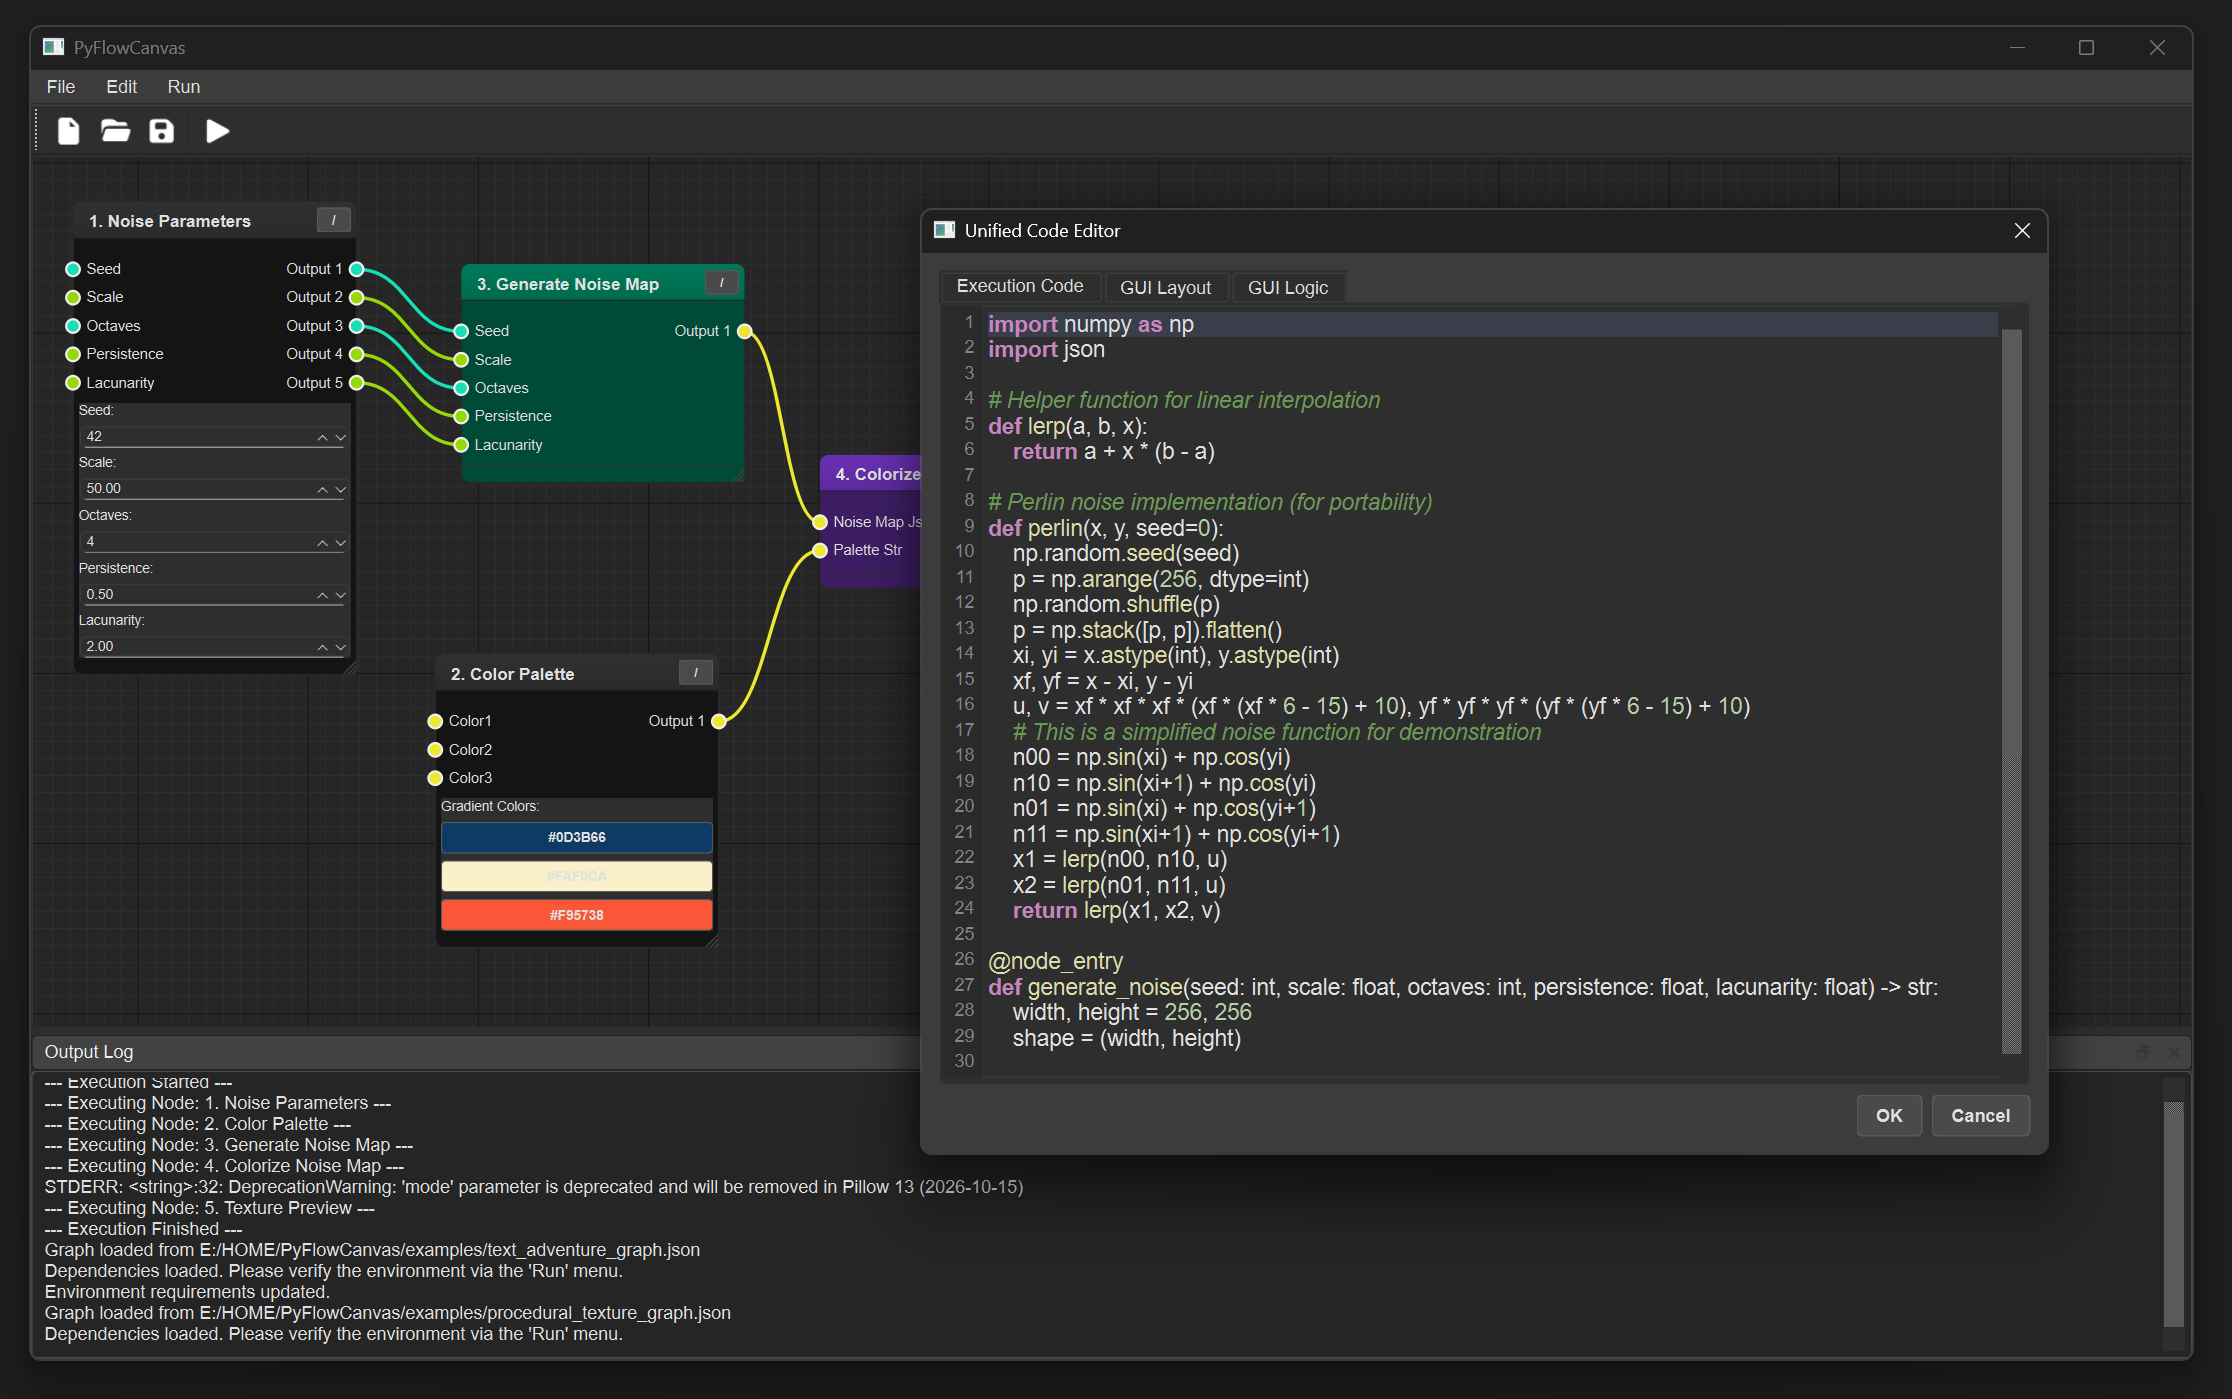 PyFlowCanvas
File Edit Run
1. Noise Parameters /
Seed Output 1
Scale Output 2
Octaves Output 3
Persistence Output 4
Lacunarity Output 5
Seed:
42
Scale:
50.00
Octaves:
4
Persistence:
0.50
Lacunarity:
2.00
3. Generate Noise Map /
Seed Output 1
Scale
Octaves
Persistence
Lacunarity
4. Colorize
Noise Map Js
Palette Str
2. Color Palette /
Color1 Output 1
Color2
Color3
Gradient Colors:
#0D3B66
#FAF0CA
#F95738
Unified Code Editor
Execution Code GUI Layout GUI Logic
1 import numpy as np
2 import json
3
4 # Helper function for linear interpolation
5 def lerp(a, b, x):
6 return a + x * (b - a)
7
8 # Perlin noise implementation (for portability)
9 def perlin(x, y, seed=0):
10 np.random.seed(seed)
11 p = np.arange(256, dtype=int)
12 np.random.shuffle(p)
13 p = np.stack([p, p]).flatten()
14 xi, yi = x.astype(int), y.astype(int)
15 xf, yf = x - xi, y - yi
16 u, v = xf * xf * xf * (xf * (xf * 6 - 15) + 10), yf * yf * yf * (yf * (yf * 6 - 15) + 10)
17 # This is a simplified noise function for demonstration
18 n00 = np.sin(xi) + np.cos(yi)
19 n10 = np.sin(xi+1) + np.cos(yi)
20 n01 = np.sin(xi) + np.cos(yi+1)
21 n11 = np.sin(xi+1) + np.cos(yi+1)
22 x1 = lerp(n00, n10, u)
23 x2 = lerp(n01, n11, u)
24 return lerp(x1, x2, v)
25
26 @node_entry
27 def generate_noise(seed: int, scale: float, octaves: int, persistence: float, lacunarity: float) -> str:
28 width, height = 256, 256
29 shape = (width, height)
30
OK Cancel
Output Log
--- Execution Started ---
--- Executing Node: 1. Noise Parameters ---
--- Executing Node: 2. Color Palette ---
--- Executing Node: 3. Generate Noise Map ---
--- Executing Node: 4. Colorize Noise Map ---
STDERR: <string>:32: DeprecationWarning: 'mode' parameter is deprecated and will be removed in Pillow 13 (2026-10-15)
--- Executing Node: 5. Texture Preview ---
--- Execution Finished ---
Graph loaded from E:/HOME/PyFlowCanvas/examples/text_adventure_graph.json
Dependencies loaded. Please verify the environment via the 'Run' menu.
Environment requirements updated.
Graph loaded from E:/HOME/PyFlowCanvas/examples/procedural_texture_graph.json
Dependencies loaded. Please verify the environment via the 'Run' menu.